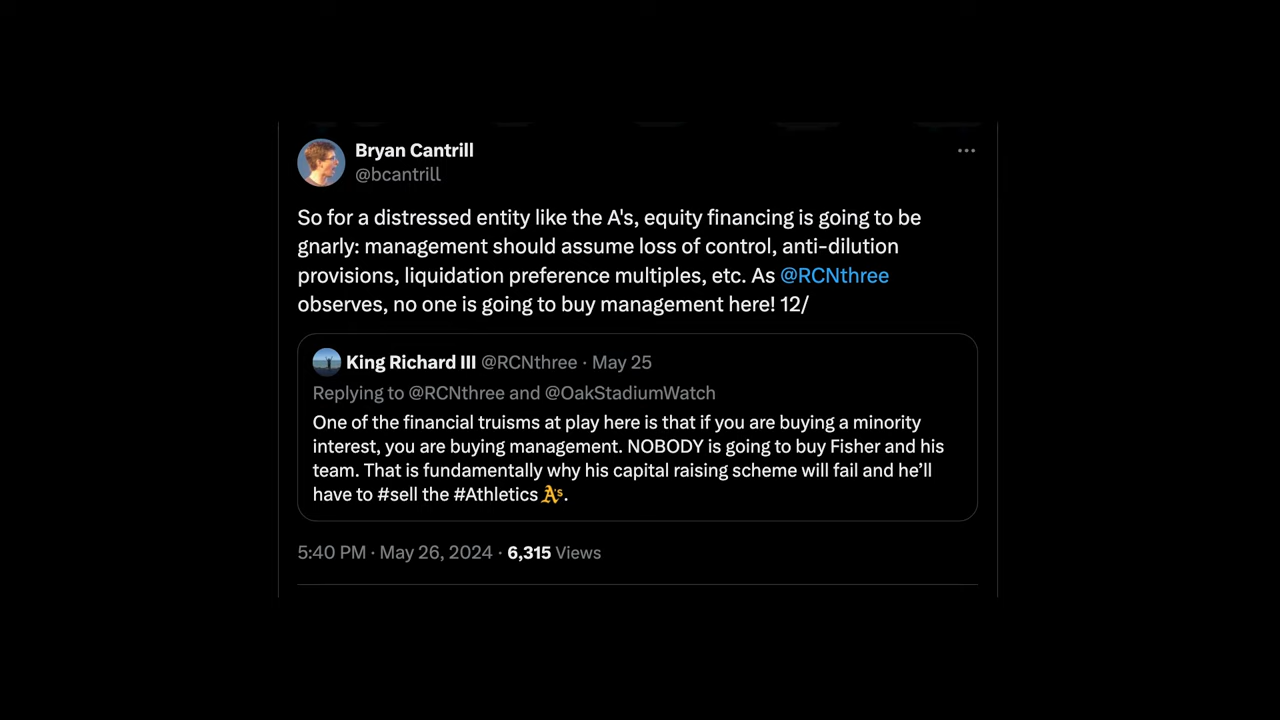 Bryan Cantrill
@bcantrill
So for a distressed entity like the A's, equity financing is going to be
gnarly: management should assume loss of control, anti-dilution
provisions, liquidation preference multiples, etc. As @RCNthree
observes, no one is going to buy management here! 12/
King Richard III @RCNthree · May 25
Replying to @RCNthree and @OakStadiumWatch
One of the financial truisms at play here is that if you are buying a minority
interest, you are buying management. NOBODY is going to buy Fisher and his
team. That is fundamentally why his capital raising scheme will fail and he’ll
have to #sell the #Athletics A's.
5:40 PM · May 26, 2024 · 6,315 Views